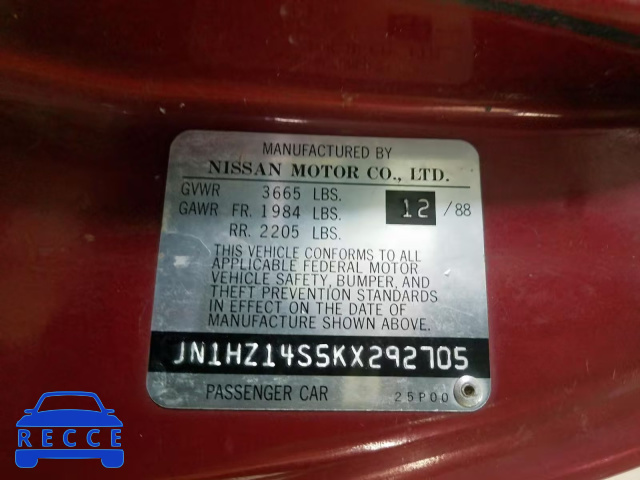 MANUFACTURED BY
NISSAN MOTOR CO., LTD.
GVWR 3665 LBS.
GAWR FR. 1984 LBS. 12 /88
RR. 2205 LBS.
THIS VEHICLE CONFORMS TO ALL
APPLICABLE FEDERAL MOTOR
VEHICLE SAFETY, BUMPER, AND
THEFT PREVENTION STANDARDS
IN EFFECT ON THE DATE OF
MANUFACTURE SHOWN ABOVE.
JN1HZ14S5KX292705
PASSENGER CAR 25P00
RECCE